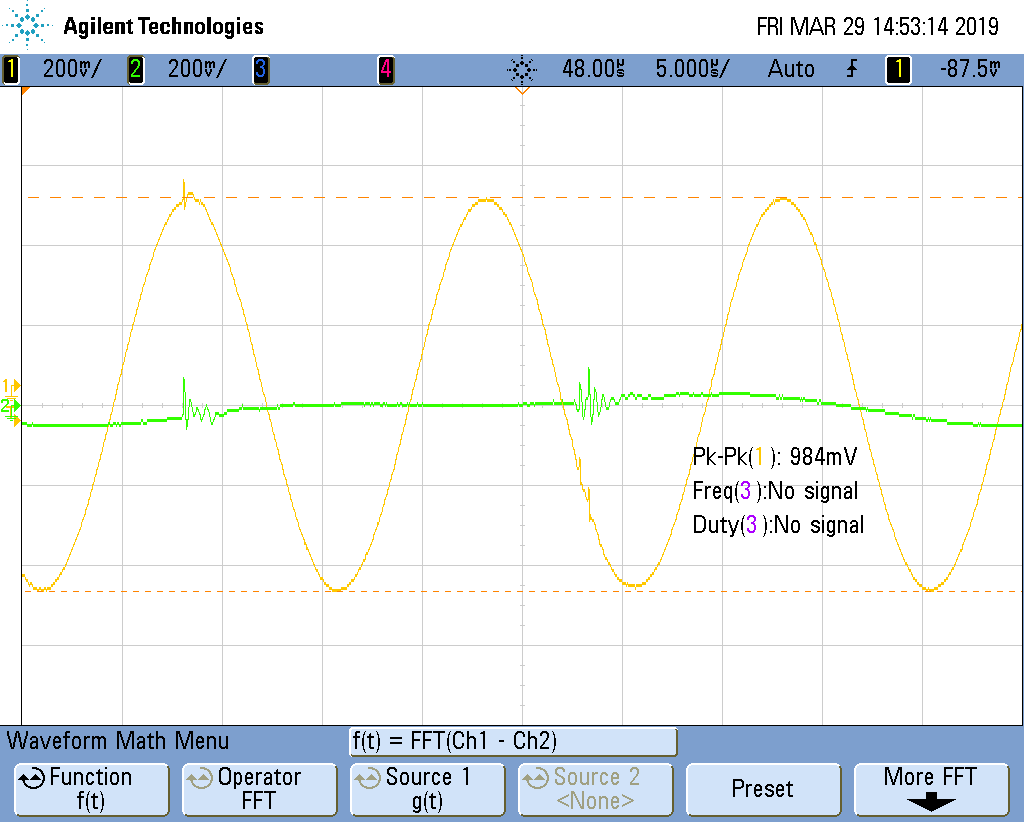 Agilent Technologies
FRI MAR 29 14:53:14 2019
1 200mV/ 2 200mV/ 3 4 48.00µs 5.000µs/ Auto 1 -87.5mV
1
2
Pk-Pk(1): 984mV
Freq(3):No signal
Duty(3):No signal
Waveform Math Menu
f(t) = FFT(Ch1 - Ch2)
Function
f(t)
Operator
FFT
Source 1
g(t)
Source 2
<None>
Preset
More FFT